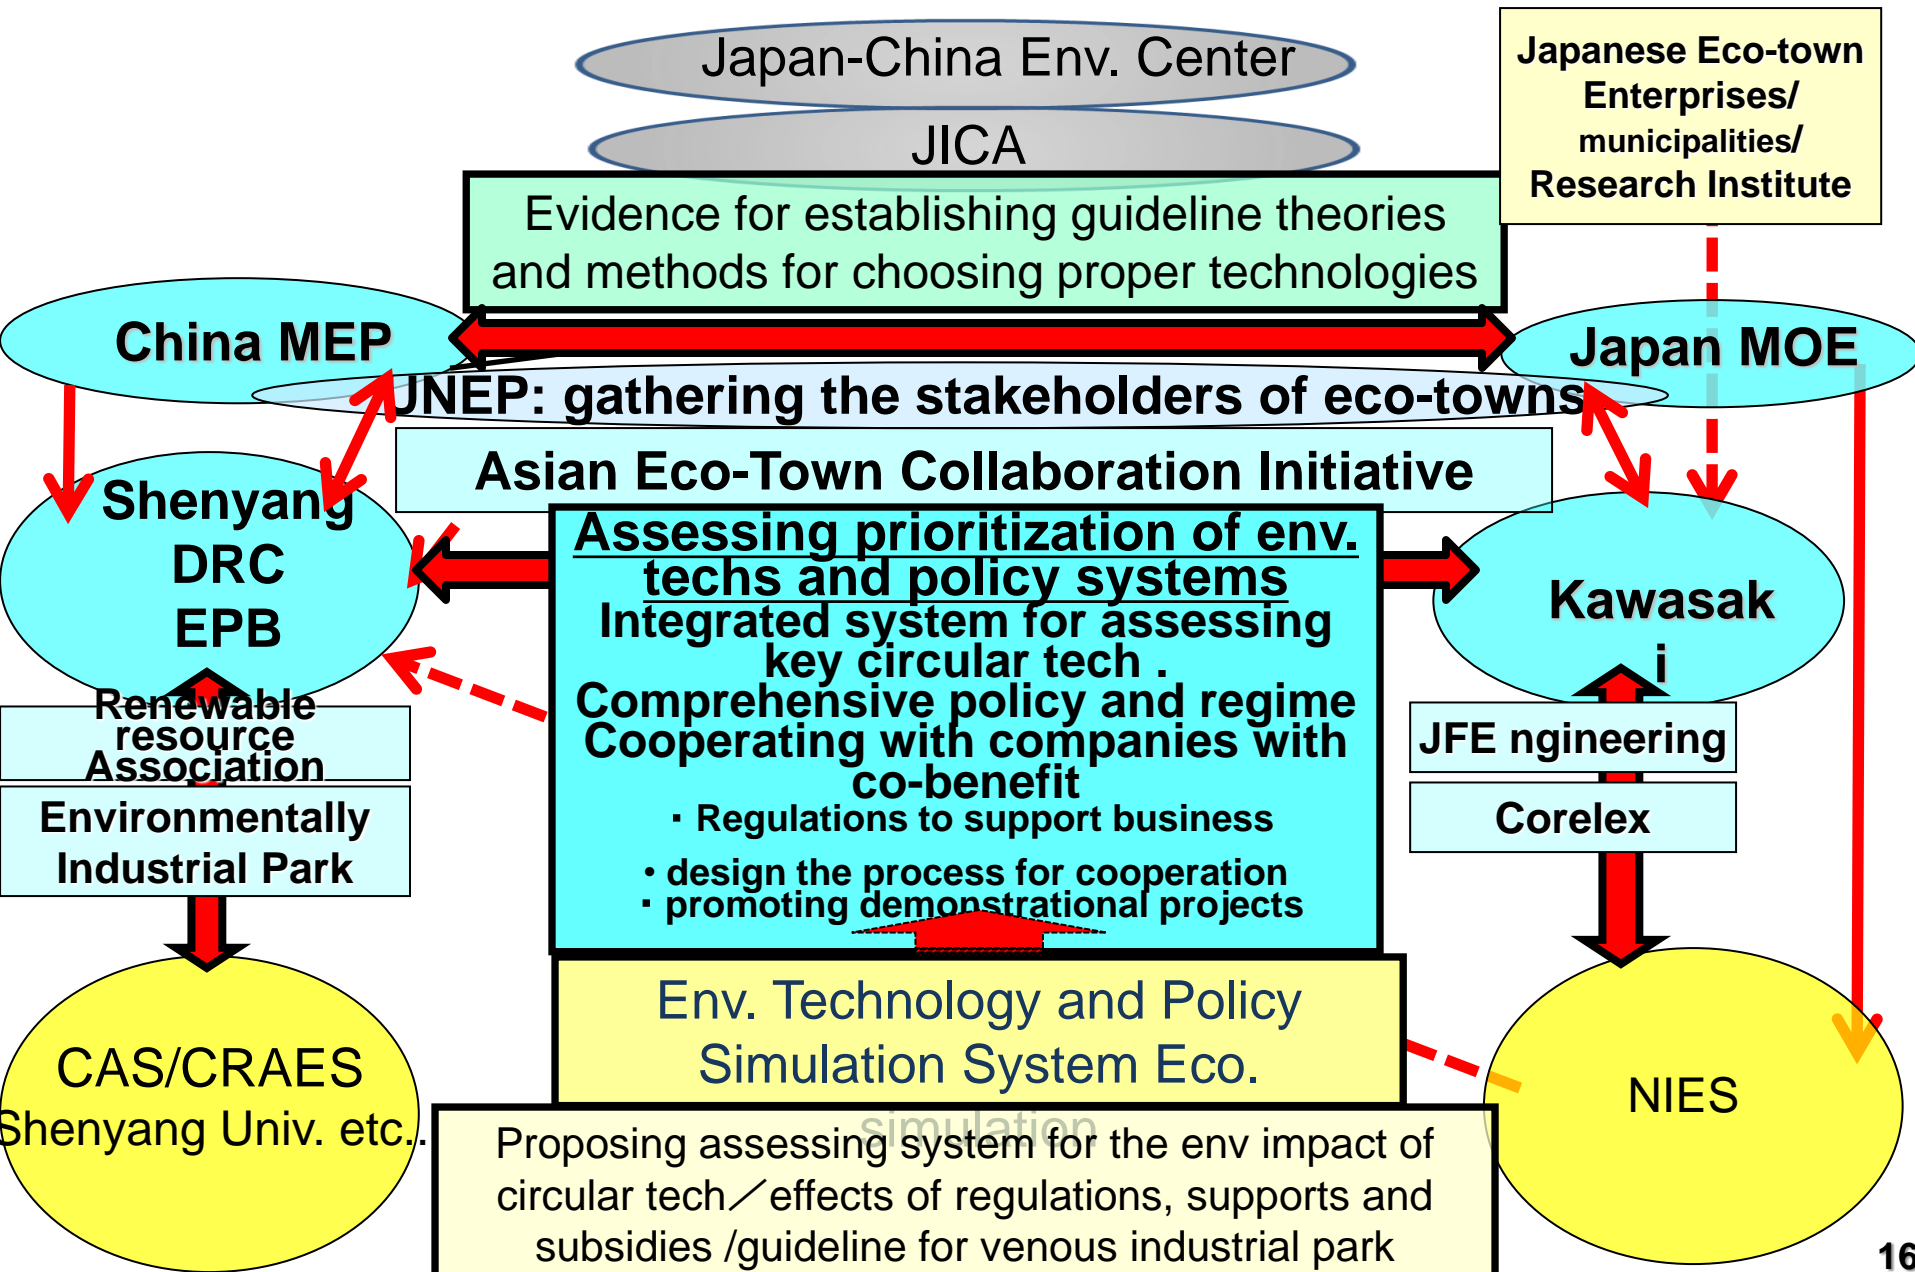 Japan-China Env. Center
JICA
Japanese Eco-town
Enterprises/
municipalities/
Research Institute
Evidence for establishing guideline theories
and methods for choosing proper technologies
China MEP
Japan MOE
UNEP: gathering the stakeholders of eco-towns
Asian Eco-Town Collaboration Initiative
Shenyang
DRC
EPB
Assessing prioritization of env.
techs and policy systems
Integrated system for assessing
key circular tech .
Comprehensive policy and regime
Cooperating with companies with
co-benefit
・Regulations to support business
• design the process for cooperation
・promoting demonstrational projects
Kawasak
i
Renewable
resource
Association
Environmentally
Industrial Park
JFE ngineering
Corelex
CAS/CRAES
Shenyang Univ. etc..
Env. Technology and Policy
Simulation System Eco.
simulation
NIES
Proposing assessing system for the env impact of
circular tech／effects of regulations, supports and
subsidies /guideline for venous industrial park
16